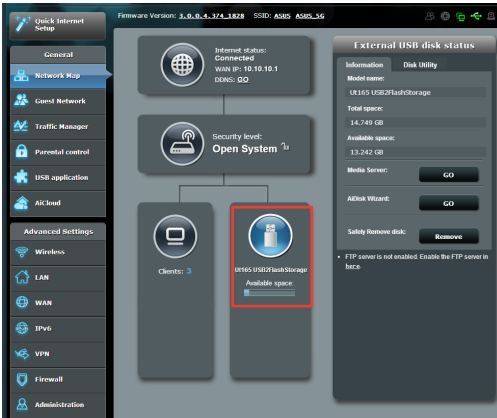 Quick Internet
Setup
Firmware Version: 3.0.0.4.374_1828 SSID: ASUS ASUS_5G
General
Network Map
Guest Network
Traffic Manager
Parental control
USB application
AiCloud
Advanced Settings
Wireless
LAN
WAN
IPv6
VPN
Firewall
Administration
Internet status:
Connected
WAN IP: 10.10.10.1
DDNS: GO
Security level:
Open System
Clients: 3
Ut165 USB2FlashStorage
Available space:
External USB disk status
Information Disk Utility
Model name:
Ut165 USB2FlashStorage
Total space:
14.749 GB
Available space:
13.242 GB
Media Server: GO
AiDisk Wizard: GO
Safely Remove disk: Remove
• FTP server is not enabled. Enable the FTP server in
here.